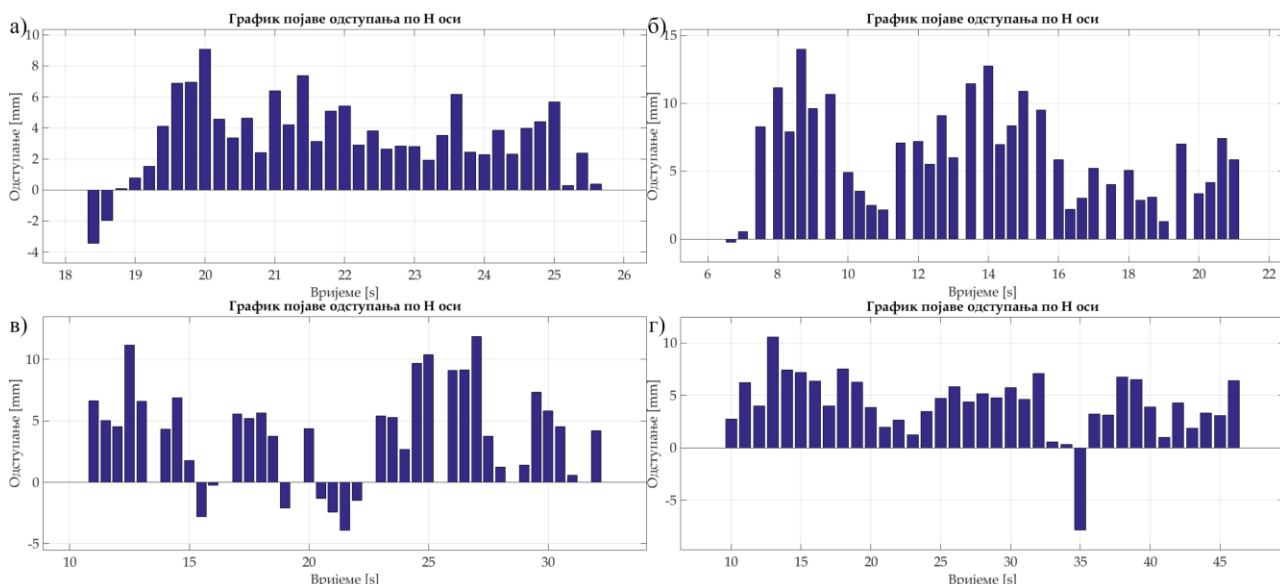 а)
График појаве одступања по Н оси
Одступање [mm]
10
8
6
4
2
0
-2
-4
18 19 20 21 22 23 24 25 26
Вријеме [s]
б)
График појаве одступања по Н оси
Одступање [mm]
15
10
5
0
6 8 10 12 14 16 18 20 22
Вријеме [s]
в)
График појаве одступања по Н оси
Одступање [mm]
10
5
0
-5
10 15 20 25 30
Вријеме [s]
г)
График појаве одступања по Н оси
Одступање [mm]
10
5
0
-5
10 15 20 25 30 35 40 45
Вријеме [s]